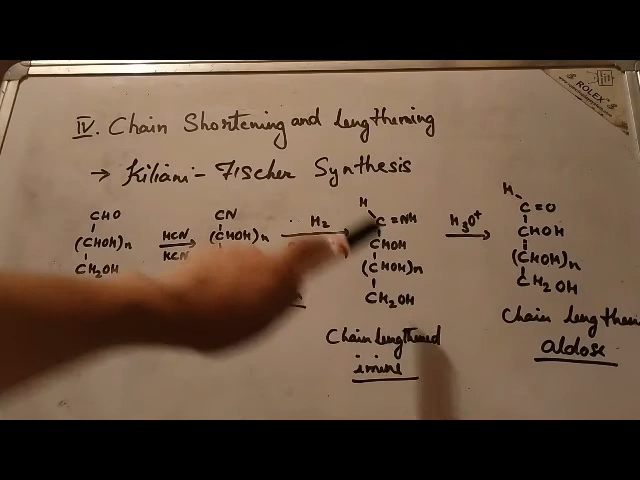 IV. Chain Shortening and Lengthening
→ Kiliani-Fischer Synthesis
CHO
(CHOH)n
CH2OH
HCN
KCN
CN
(CHOH)n
H2
H
C=NH
CHOH
(CHOH)n
CH2OH
Chain lengthened
imine
H3O+
H
C=O
CHOH
(CHOH)n
CH2OH
Chain lengthen
aldose
ROLEX